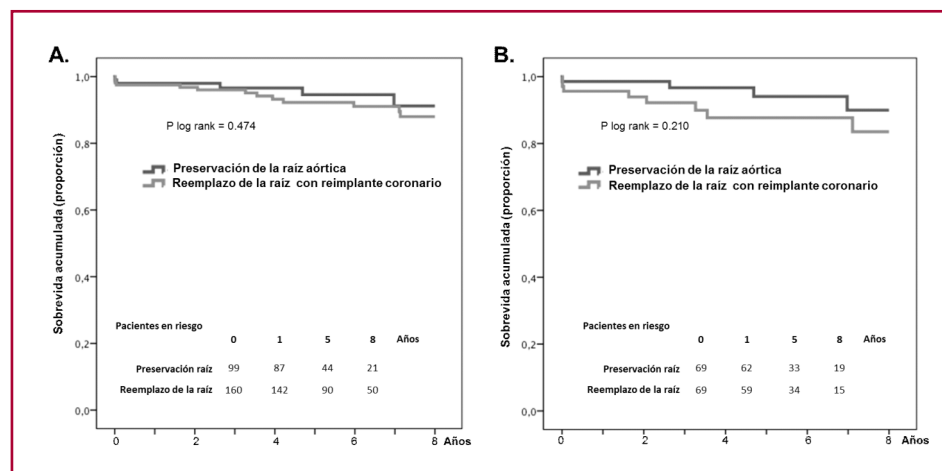 A.
Sobrevida acumulada (proporción)
1,0
0,8
0,6
0,4
0,2
0,0
P log rank = 0.474
Preservación de la raíz aórtica
Reemplazo de la raíz con reimplante coronario
Pacientes en riesgo
0 1 5 8 Años
Preservación raíz 99 87 44 21
Reemplazo de la raíz 160 142 90 50
0 2 4 6 8 Años
B.
Sobrevida acumulada (proporción)
1,0
0,8
0,6
0,4
0,2
0,0
P log rank = 0.210
Preservación de la raíz aórtica
Reemplazo de la raíz con reimplante coronario
Pacientes en riesgo
0 1 5 8 Años
Preservación raíz 69 62 33 19
Reemplazo de la raíz 69 59 34 15
0 2 4 6 8 Años